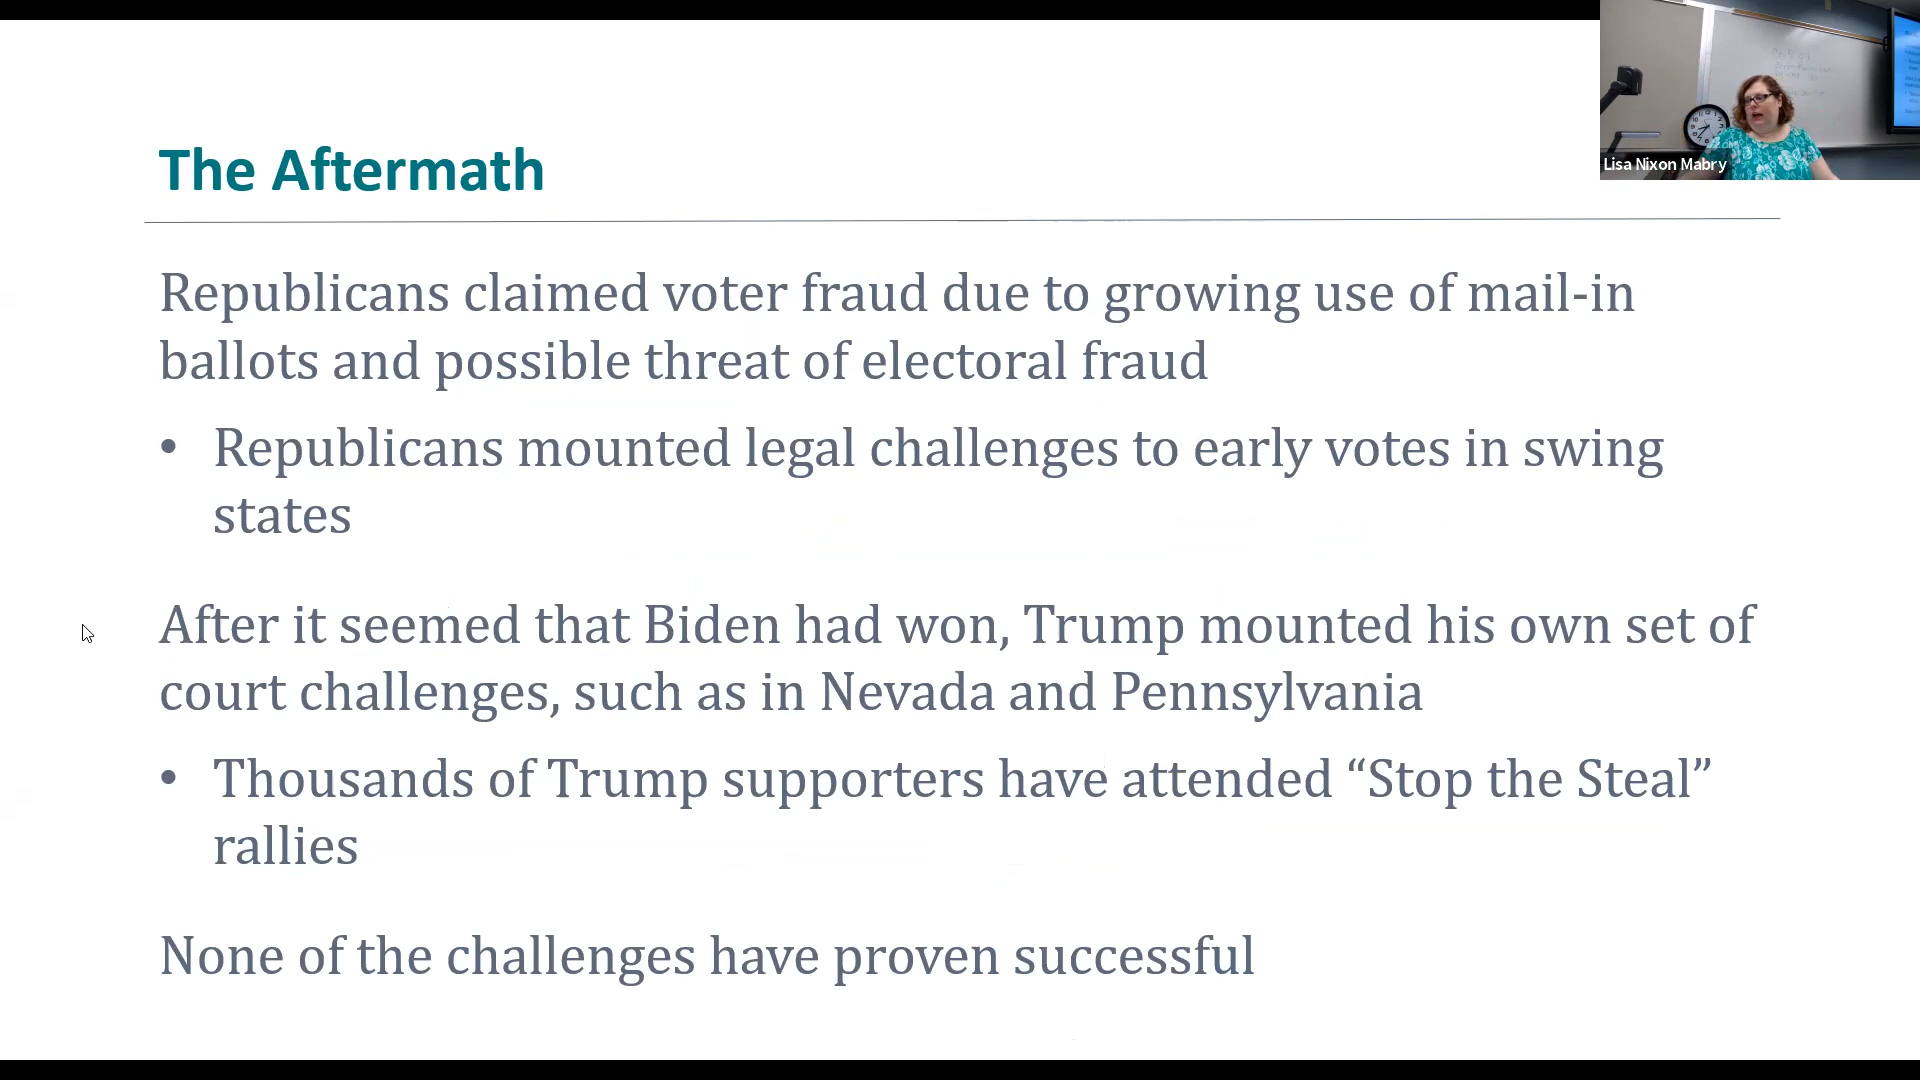 The Aftermath
Lisa Nixon Mabry
Republicans claimed voter fraud due to growing use of mail-in
ballots and possible threat of electoral fraud
• Republicans mounted legal challenges to early votes in swing
states
After it seemed that Biden had won, Trump mounted his own set of
court challenges, such as in Nevada and Pennsylvania
• Thousands of Trump supporters have attended “Stop the Steal”
rallies
None of the challenges have proven successful